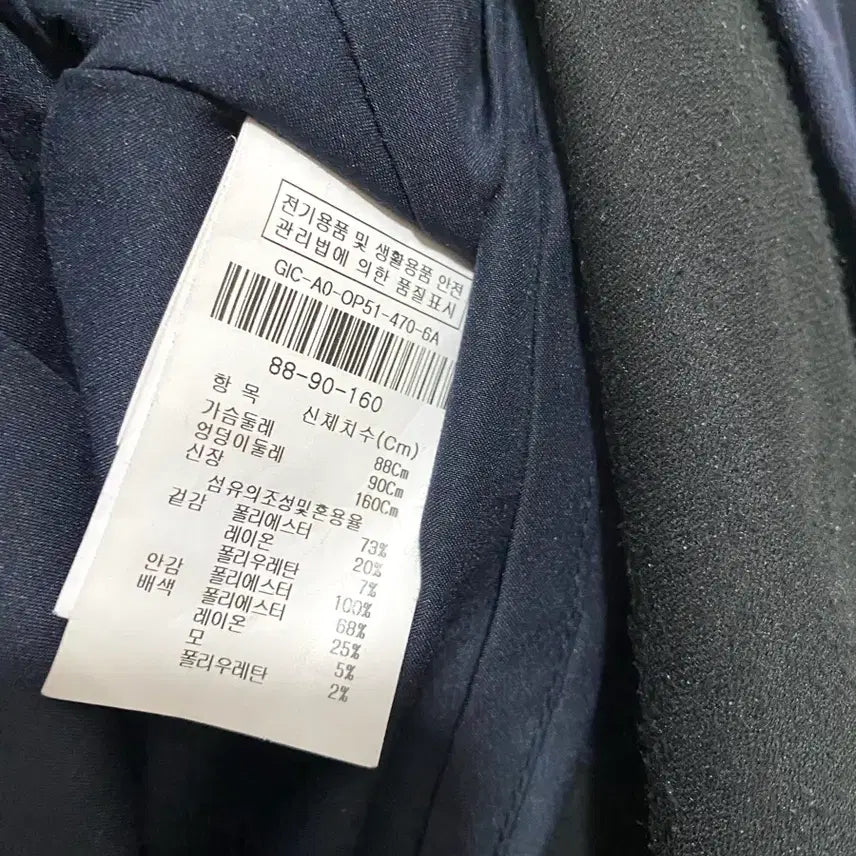 전기용품 및 생활용품 안전
관리법에 의한 품질표시
GIC-A0-OP51-470-6A
88-90-160
항 목 신체치수(Cm)
가슴둘레 88Cm
엉덩이둘레 90Cm
신장 160Cm
섬유의조성및혼용율
겉감 폴리에스터 73%
레이온 20%
폴리우레탄 7%
안감 폴리에스터 100%
배색 폴리에스터 68%
레이온 25%
모 5%
폴리우레탄 2%